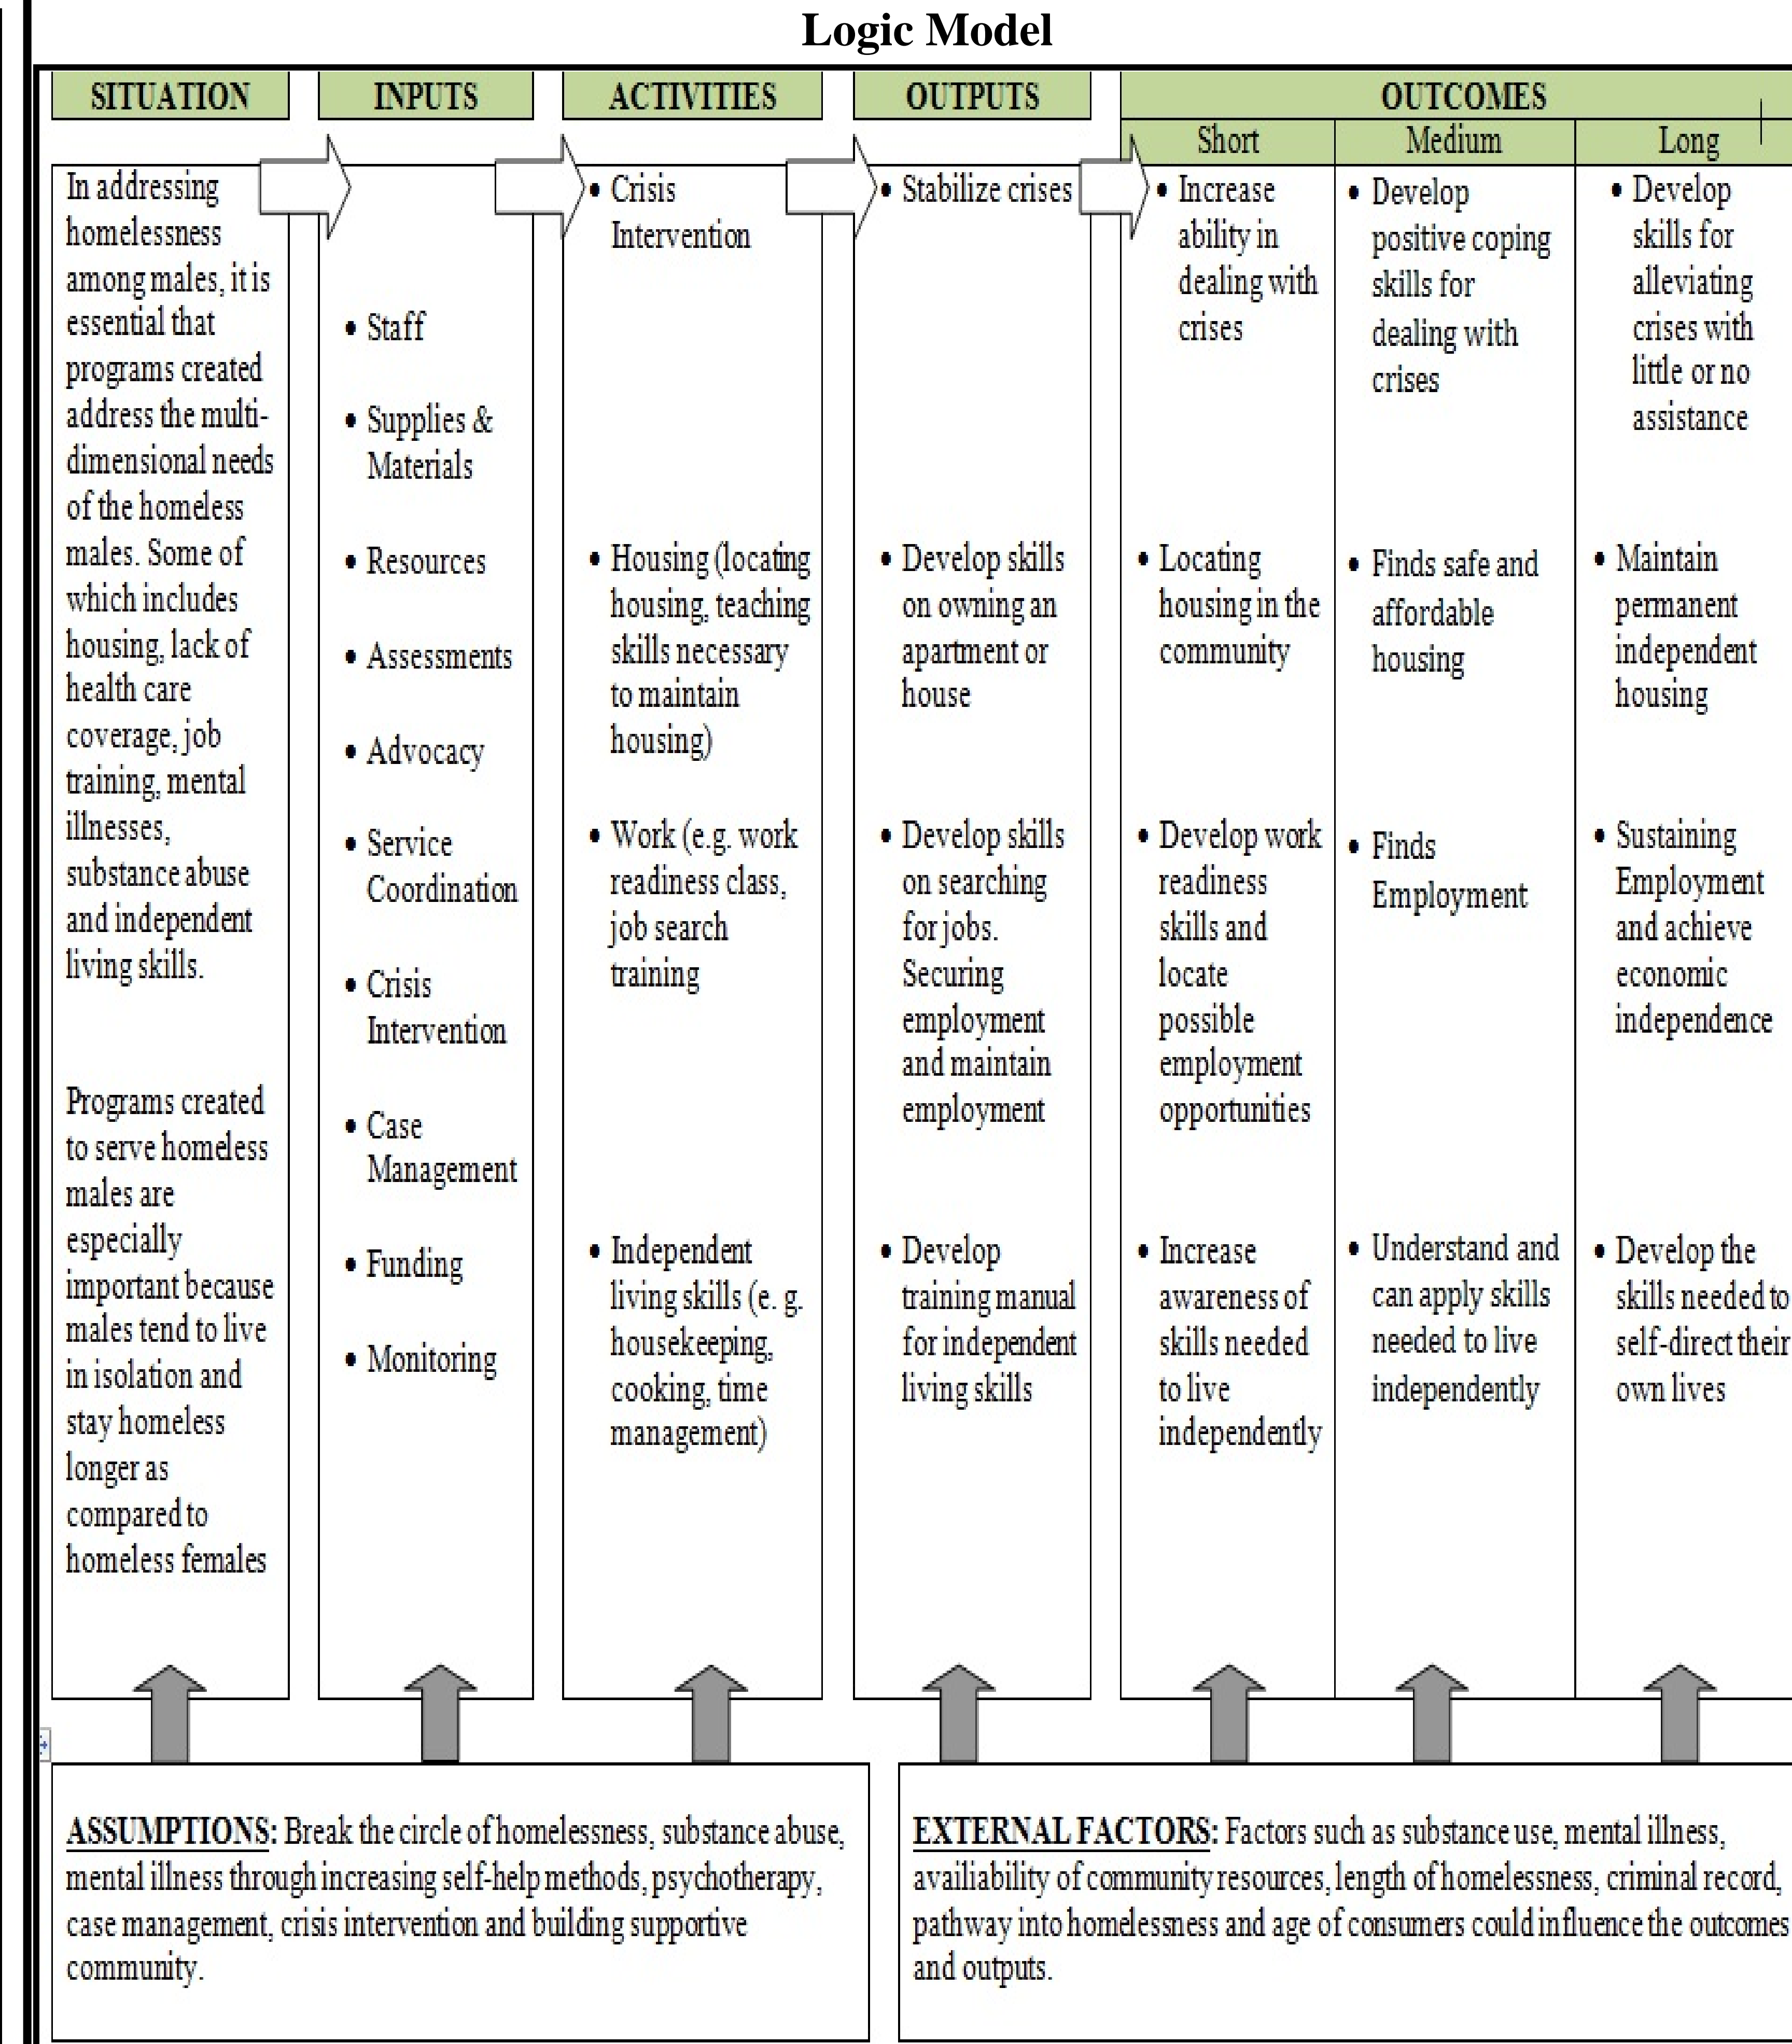 Logic Model
SITUATION
In addressing
homelessness
among males, it is
essential that
programs created
address the multi-
dimensional needs
of the homeless
males. Some of
which includes
housing, lack of
health care
coverage, job
training, mental
illnesses,
substance abuse
and independent
living skills.
Programs created
to serve homeless
males are
especially
important because
males tend to live
in isolation and
stay homeless
longer as
compared to
homeless females
INPUTS
• Staff
• Supplies &
Materials
• Resources
• Assessments
• Advocacy
• Service
Coordination
• Crisis
Intervention
• Case
Management
• Funding
• Monitoring
ACTIVITIES
• Crisis
Intervention
• Housing (locating
housing, teaching
skills necessary
to maintain
housing)
• Work (e.g. work
readiness class,
job search
training
• Independent
living skills (e. g.
housekeeping,
cooking, time
management)
OUTPUTS
• Stabilize crises
• Develop skills
on owning an
apartment or
house
• Develop skills
on searching
for jobs.
Securing
employment
and maintain
employment
• Develop
training manual
for independent
living skills
OUTCOMES
Short
• Increase
ability in
dealing with
crises
• Locating
housing in the
community
• Develop work
readiness
skills and
locate
possible
employment
opportunities
• Increase
awareness of
skills needed
to live
independently
Medium
• Develop
positive coping
skills for
dealing with
crises
• Finds safe and
affordable
housing
• Finds
Employment
• Understand and
can apply skills
needed to live
independently
Long
• Develop
skills for
alleviating
crises with
little or no
assistance
• Maintain
permanent
independent
housing
• Sustaining
Employment
and achieve
economic
independence
• Develop the
skills needed to
self-direct their
own lives
ASSUMPTIONS: Break the circle of homelessness, substance abuse,
mental illness through increasing self-help methods, psychotherapy,
case management, crisis intervention and building supportive
community.
EXTERNAL FACTORS: Factors such as substance use, mental illness,
availiability of community resources, length of homelessness, criminal record,
pathway into homelessness and age of consumers could influence the outcomes
and outputs.